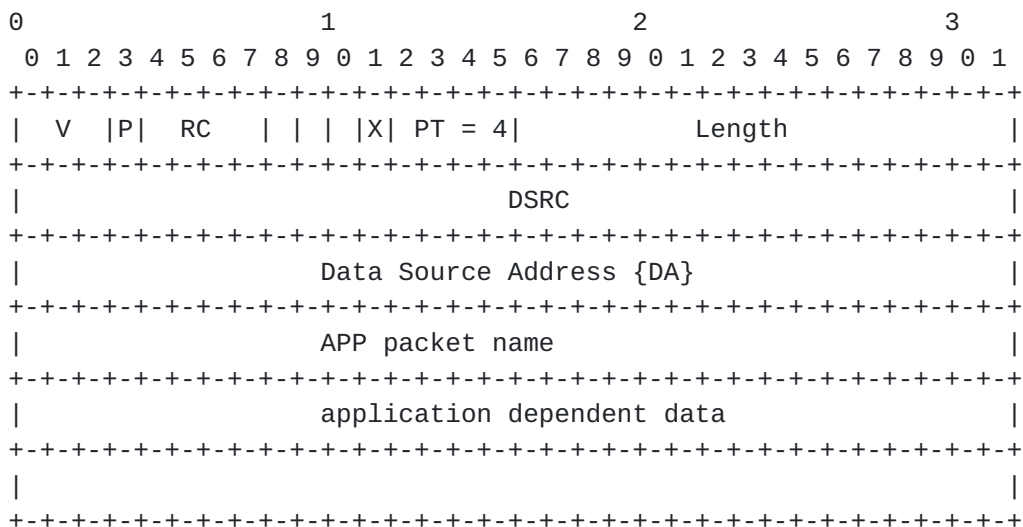 0                   1                   2                   3
 0 1 2 3 4 5 6 7 8 9 0 1 2 3 4 5 6 7 8 9 0 1 2 3 4 5 6 7 8 9 0 1
+-+-+-+-+-+-+-+-+-+-+-+-+-+-+-+-+-+-+-+-+-+-+-+-+-+-+-+-+-+-+-+-+
|  V  |P|  RC   | | | |X| PT = 4|           Length              |
+-+-+-+-+-+-+-+-+-+-+-+-+-+-+-+-+-+-+-+-+-+-+-+-+-+-+-+-+-+-+-+-+
|                               DSRC                            |
+-+-+-+-+-+-+-+-+-+-+-+-+-+-+-+-+-+-+-+-+-+-+-+-+-+-+-+-+-+-+-+-+
|                   Data Source Address {DA}                    |
+-+-+-+-+-+-+-+-+-+-+-+-+-+-+-+-+-+-+-+-+-+-+-+-+-+-+-+-+-+-+-+-+
|                   APP packet name                             |
+-+-+-+-+-+-+-+-+-+-+-+-+-+-+-+-+-+-+-+-+-+-+-+-+-+-+-+-+-+-+-+-+
|                   application dependent data                  |
+-+-+-+-+-+-+-+-+-+-+-+-+-+-+-+-+-+-+-+-+-+-+-+-+-+-+-+-+-+-+-+-+
|                                                               |
+-+-+-+-+-+-+-+-+-+-+-+-+-+-+-+-+-+-+-+-+-+-+-+-+-+-+-+-+-+-+-+-+